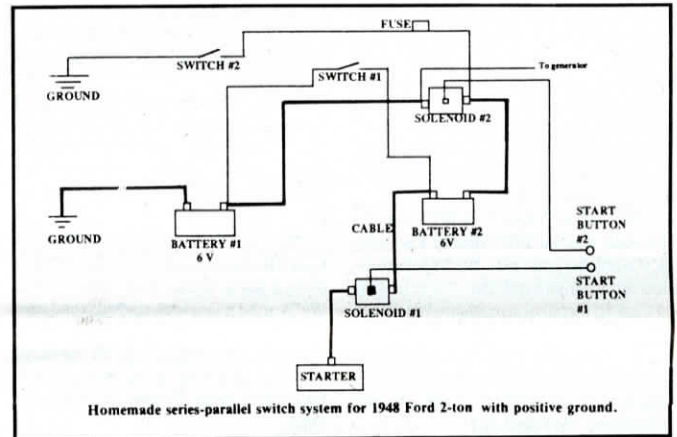 FUSE
SWITCH #2
SWITCH #1
To generator
GROUND
SOLENOID #2
GROUND
BATTERY #1
6 V
CABLE
BATTERY #2
6V
START
BUTTON
#2
START
BUTTON
#1
SOLENOID #1
STARTER
Homemade series-parallel switch system for 1948 Ford 2-ton with positive ground.